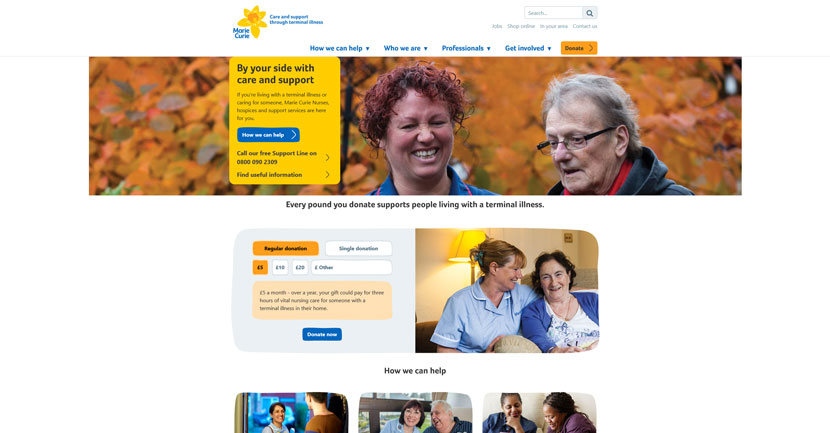 Marie
Curie
Care and support
through terminal illness
Search...
Jobs Shop online In your area Contact us
How we can help ▼ Who we are ▼ Professionals ▼ Get involved ▼ Donate
By your side with
care and support
If you're living with a terminal illness or
caring for someone, Marie Curie Nurses,
hospices and support services are here
for you.
How we can help
Call our free Support Line on
0800 090 2309
Find useful information
Every pound you donate supports people living with a terminal illness.
Regular donation Single donation
£5 £10 £20 £ Other
£5 a month - over a year, your gift could pay for three
hours of vital nursing care for someone with a
terminal illness in their home.
Donate now
How we can help